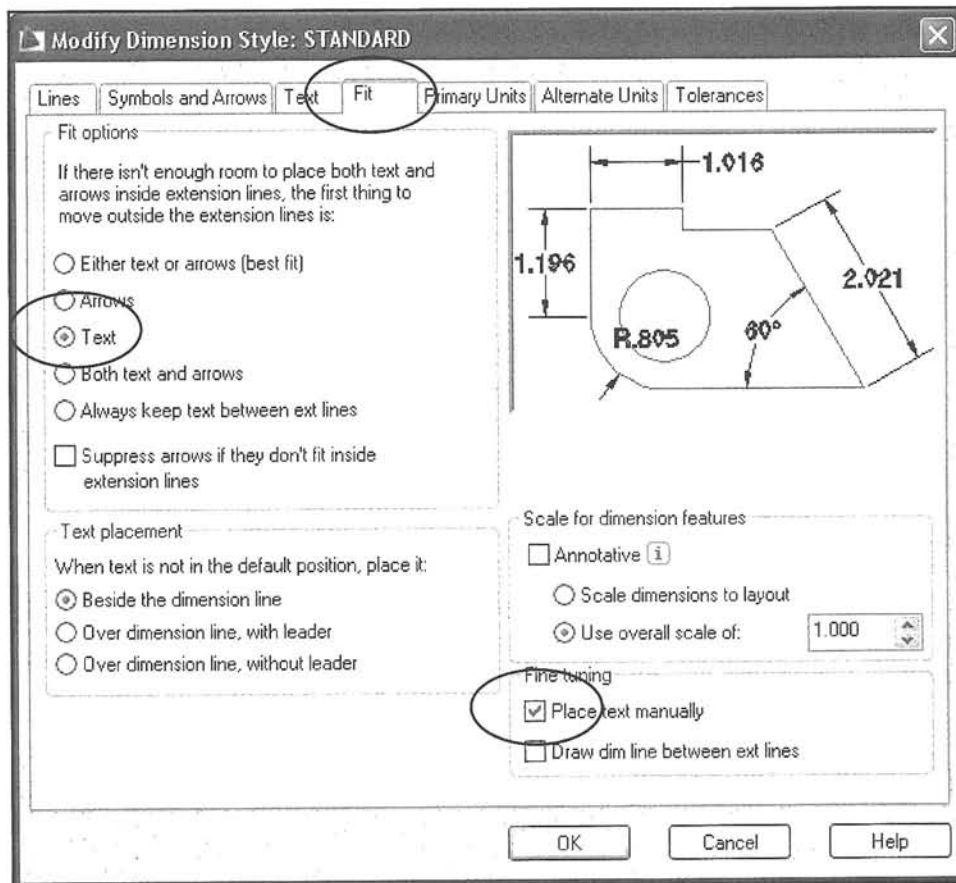 Modify Dimension Style: STANDARD
Lines Symbols and Arrows Text Fit Primary Units Alternate Units Tolerances
Fit options
If there isn't enough room to place both text and
arrows inside extension lines, the first thing to
move outside the extension lines is:
Either text or arrows (best fit)
Arrows
Text
Both text and arrows
Always keep text between ext lines
Suppress arrows if they don't fit inside
extension lines
Text placement
When text is not in the default position, place it:
Beside the dimension line
Over dimension line, with leader
Over dimension line, without leader
1.016
1.196
2.021
R.805
60°
Scale for dimension features
Annotative i
Scale dimensions to layout
Use overall scale of: 1.000
Fine tuning
Place text manually
Draw dim line between ext lines
OK Cancel Help